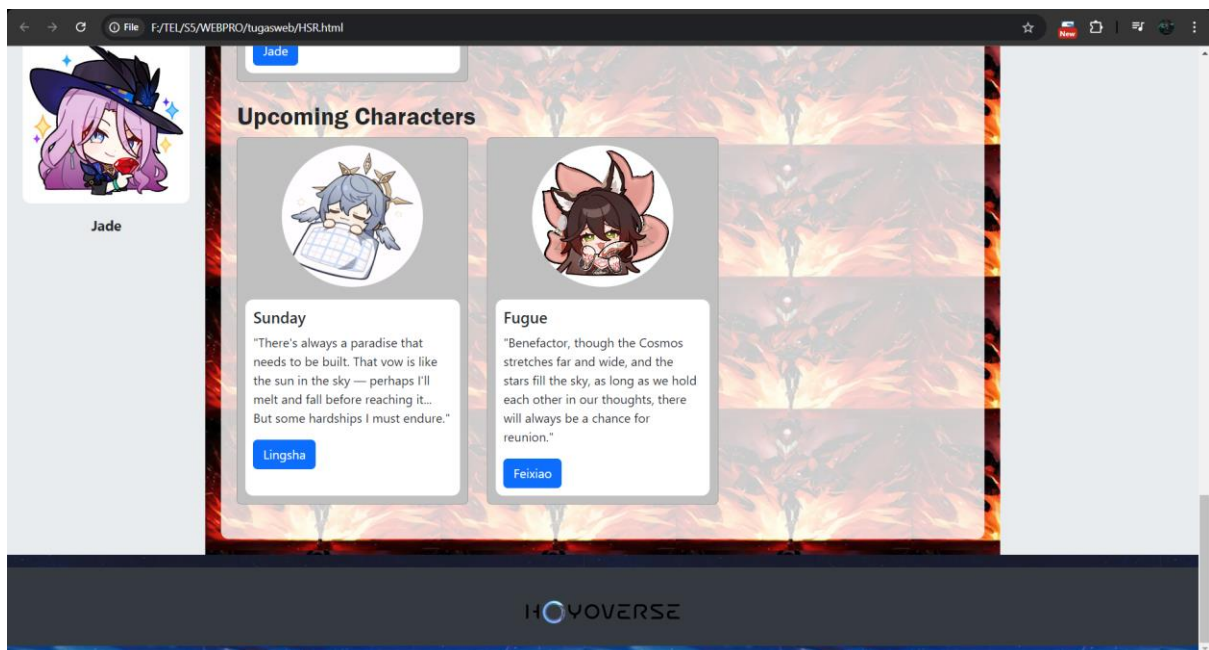 File F:/TEL/S5/WEBPRO/tugasweb/HSR.html
New
Jade
Upcoming Characters
Jade
Sunday
"There's always a paradise that
needs to be built. That vow is like
the sun in the sky — perhaps I'll
melt and fall before reaching it...
But some hardships I must endure."
Lingsha
Fugue
"Benefactor, though the Cosmos
stretches far and wide, and the
stars fill the sky, as long as we hold
each other in our thoughts, there
will always be a chance for
reunion."
Feixiao
HOYOVERSE